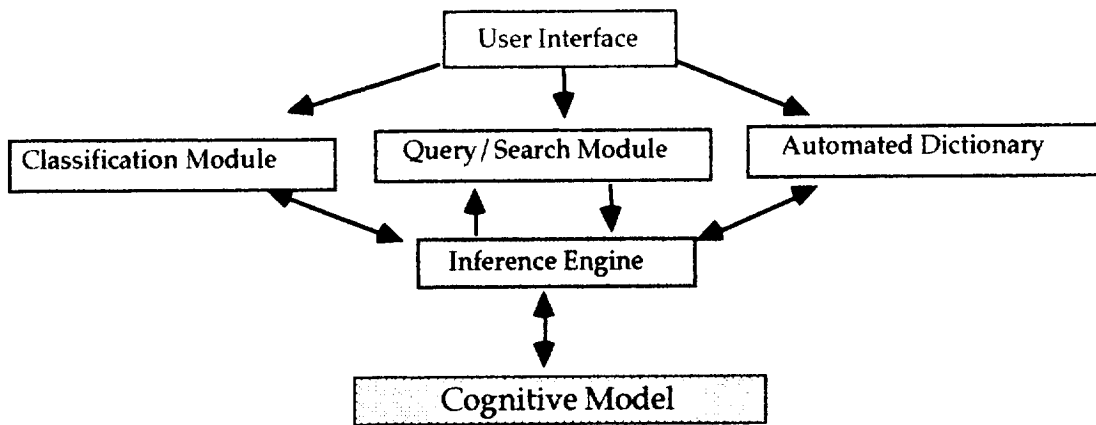 User Interface
Classification Module
Query / Search Module
Automated Dictionary
Inference Engine
Cognitive Model